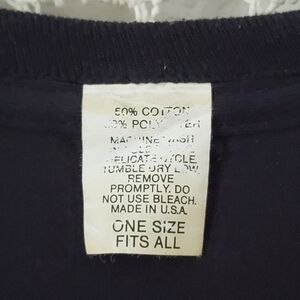 50% COTTON
MACHINE WASH
DELICATE CYCLE.
TUMBLE DRY LOW.
REMOVE
PROMPTLY. DO
NOT USE BLEACH.
MADE IN U.S.A.
ONE SIZE
FITS ALL